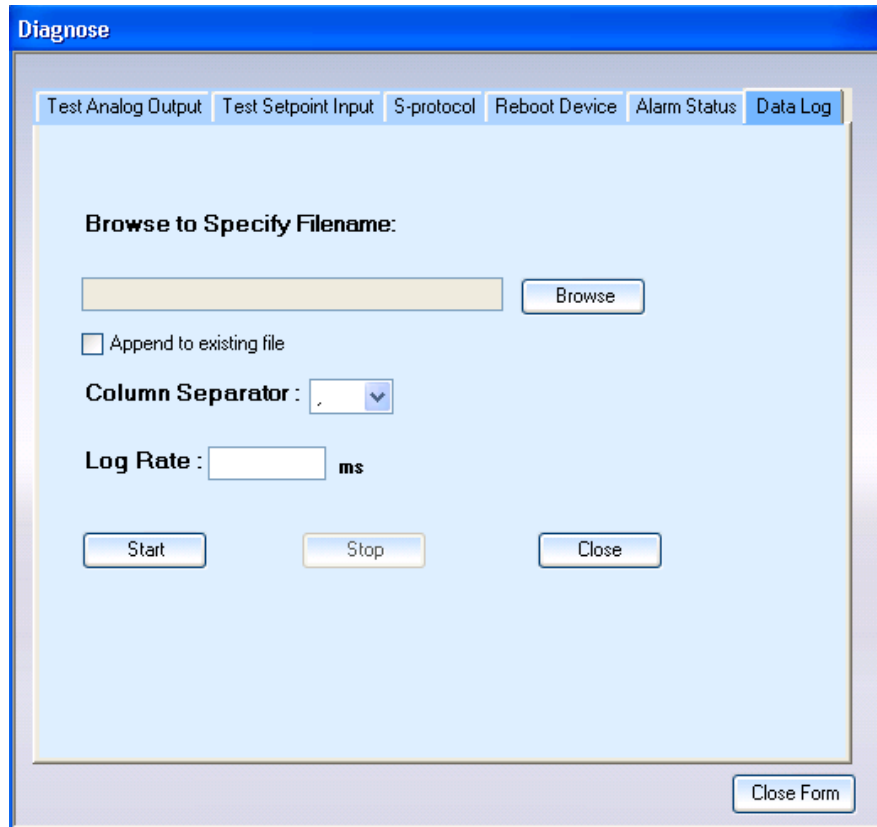 Diagnose
Test Analog Output Test Setpoint Input S-protocol Reboot Device Alarm Status Data Log
Browse to Specify Filename:
Browse
Append to existing file
Column Separator : ,
Log Rate : ms
Start Stop Close
Close Form